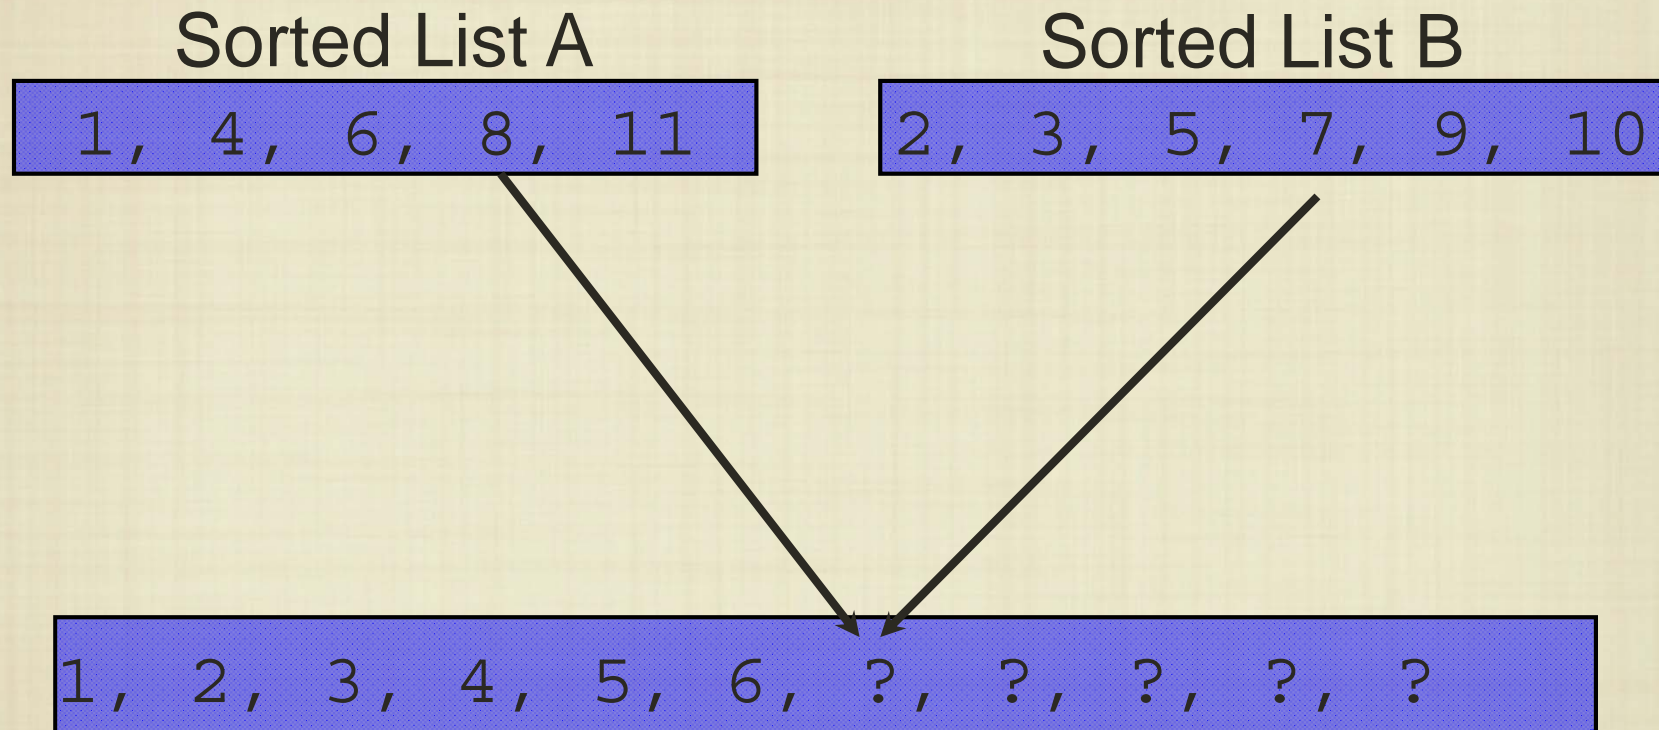 Sorted List A
Sorted List B
1, 4, 6, 8, 11
2, 3, 5, 7, 9, 10
1, 2, 3, 4, 5, 6, ?, ?, ?, ?, ?